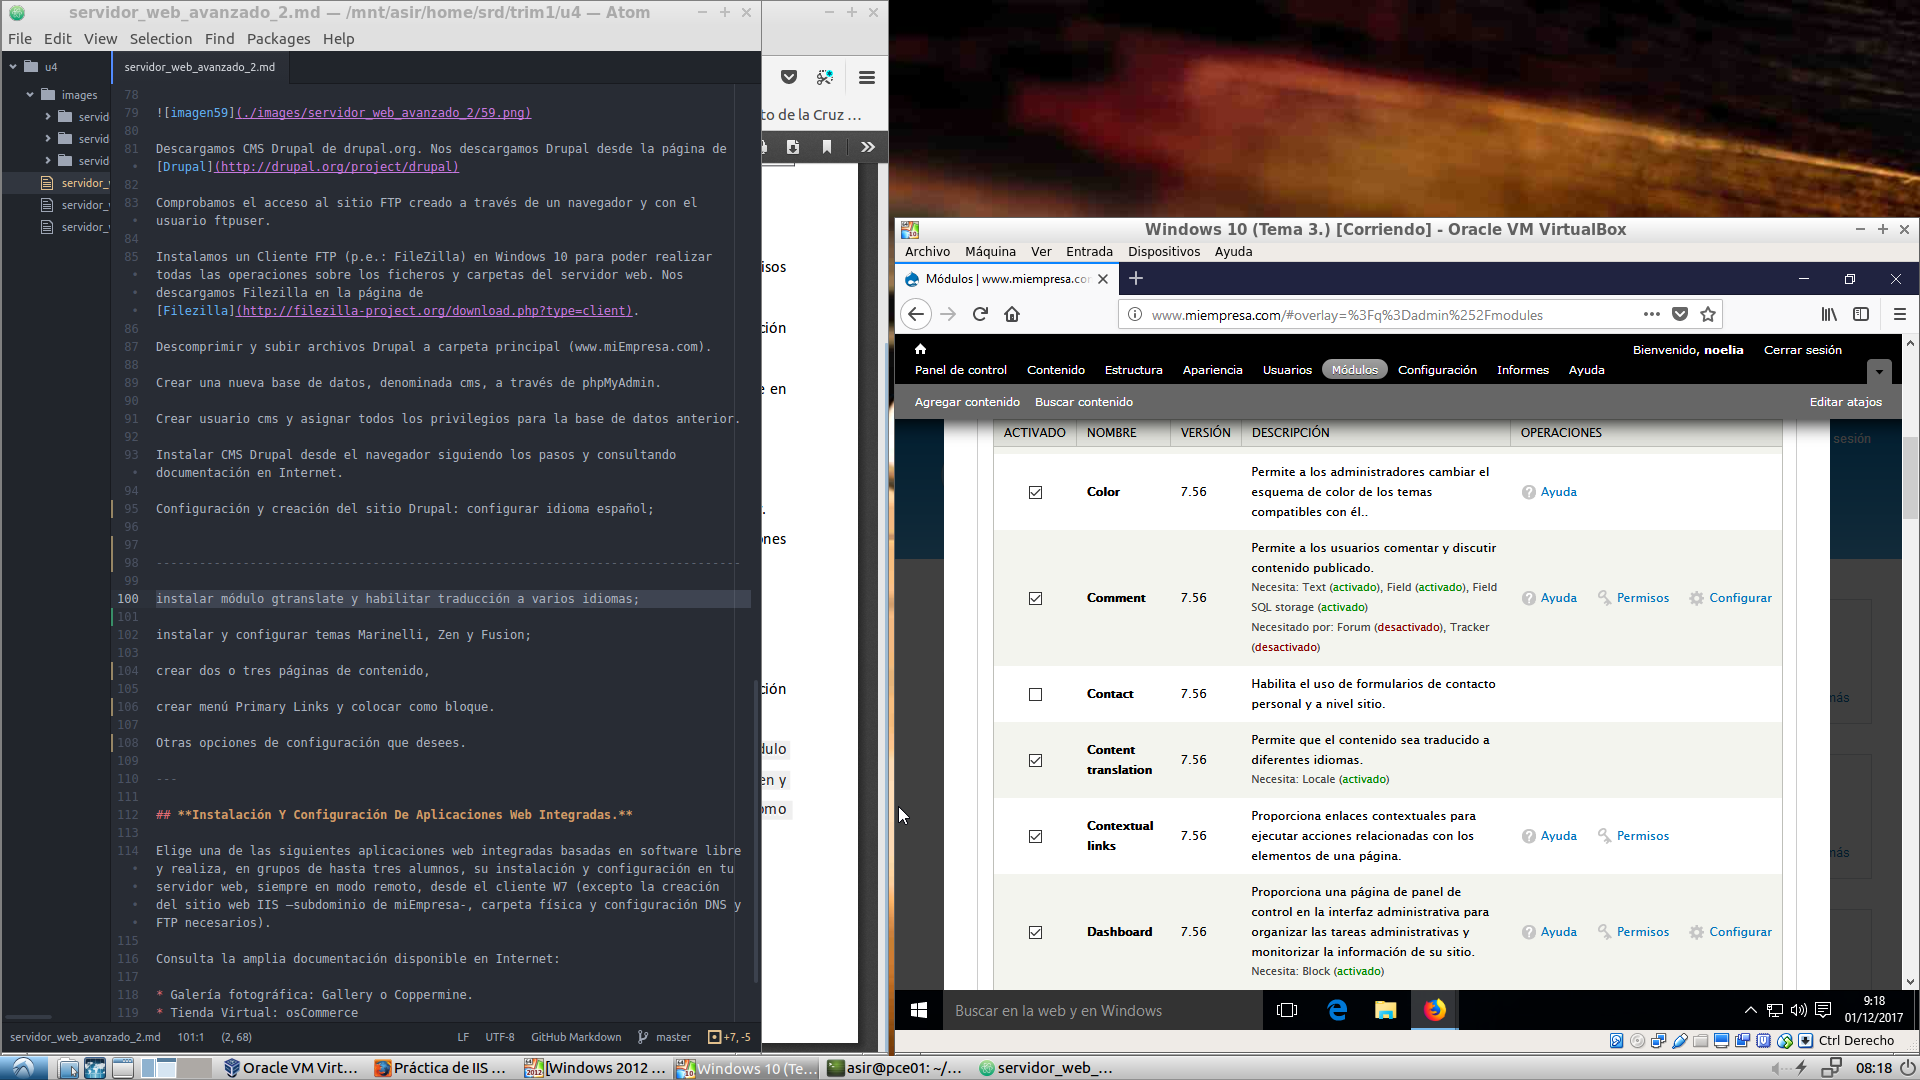 servidor_web_avanzado_2.md — /mnt/asir/home/srd/trim1/u4 — Atom
File Edit View Selection Find Packages Help
u4
images
servid
servid
servid
servidor_
servidor_
servidor_
servidor_web_avanzado_2.md
78
79 ![imagen59](./images/servidor_web_avanzado_2/59.png)
80
81 Descargamos CMS Drupal de drupal.org. Nos descargamos Drupal desde la página de
• [Drupal](http://drupal.org/project/drupal)
82
83 Comprobamos el acceso al sitio FTP creado a través de un navegador y con el
• usuario ftpuser.
84
85 Instalamos un Cliente FTP (p.e.: FileZilla) en Windows 10 para poder realizar
• todas las operaciones sobre los ficheros y carpetas del servidor web. Nos
• descargamos Filezilla en la página de
• [Filezilla](http://filezilla-project.org/download.php?type=client).
86
87 Descomprimir y subir archivos Drupal a carpeta principal (www.miEmpresa.com).
88
89 Crear una nueva base de datos, denominada cms, a través de phpMyAdmin.
90
91 Crear usuario cms y asignar todos los privilegios para la base de datos anterior.
92
93 Instalar CMS Drupal desde el navegador siguiendo los pasos y consultando
• documentación en Internet.
94
95 Configuración y creación del sitio Drupal: configurar idioma español;
96
97
98 ---------------------------------------------------------------------------------
99
100 instalar módulo gtranslate y habilitar traducción a varios idiomas;
101
102 instalar y configurar temas Marinelli, Zen y Fusion;
103
104 crear dos o tres páginas de contenido,
105
106 crear menú Primary Links y colocar como bloque.
107
108 Otras opciones de configuración que desees.
109
110 ---
111
112 ## **Instalación Y Configuración De Aplicaciones Web Integradas.**
113
114 Elige una de las siguientes aplicaciones web integradas basadas en software libre
• y realiza, en grupos de hasta tres alumnos, su instalación y configuración en tu
• servidor web, siempre en modo remoto, desde el cliente W7 (excepto la creación
• del sitio web IIS –subdominio de miEmpresa-, carpeta física y configuración DNS y
• FTP necesarios).
115
116 Consulta la amplia documentación disponible en Internet:
117
118 * Galería fotográfica: Gallery o Coppermine.
119 * Tienda Virtual: osCommerce
servidor_web_avanzado_2.md 101:1 (2, 68) LF UTF-8 GitHub Markdown master +7, -5
to de la Cruz ...
isos
ción
e en
.
nes
ción
dulo
en y
omo
Windows 10 (Tema 3.) [Corriendo] - Oracle VM VirtualBox
Archivo Máquina Ver Entrada Dispositivos Ayuda
Módulos | www.miempresa.cor
www.miempresa.com/#overlay=%3Fq%3Dadmin%252Fmodules
Bienvenido, noelia Cerrar sesión
Panel de control Contenido Estructura Apariencia Usuarios Módulos Configuración Informes Ayuda
Agregar contenido Buscar contenido Editar atajos
sesión
ACTIVADO NOMBRE VERSIÓN DESCRIPCIÓN OPERACIONES
Color 7.56 Permite a los administradores cambiar el
esquema de color de los temas
compatibles con él..
Ayuda
Comment 7.56 Permite a los usuarios comentar y discutir
contenido publicado.
Necesita: Text (activado), Field (activado), Field
SQL storage (activado)
Necesitado por: Forum (desactivado), Tracker
(desactivado)
Ayuda Permisos Configurar
Contact 7.56 Habilita el uso de formularios de contacto
personal y a nivel sitio.
más
Content
translation 7.56 Permite que el contenido sea traducido a
diferentes idiomas.
Necesita: Locale (activado)
Contextual
links 7.56 Proporciona enlaces contextuales para
ejecutar acciones relacionadas con los
elementos de una página.
Ayuda Permisos
más
Dashboard 7.56 Proporciona una página de panel de
control en la interfaz administrativa para
organizar las tareas administrativas y
monitorizar la información de su sitio.
Necesita: Block (activado)
Ayuda Permisos Configurar
Buscar en la web y en Windows
9:18
01/12/2017
Ctrl Derecho
Oracle VM Virt...
Práctica de IIS ...
[Windows 2012 ...
Windows 10 (Te...
asir@pce01: ~/...
servidor_web_...
08:18